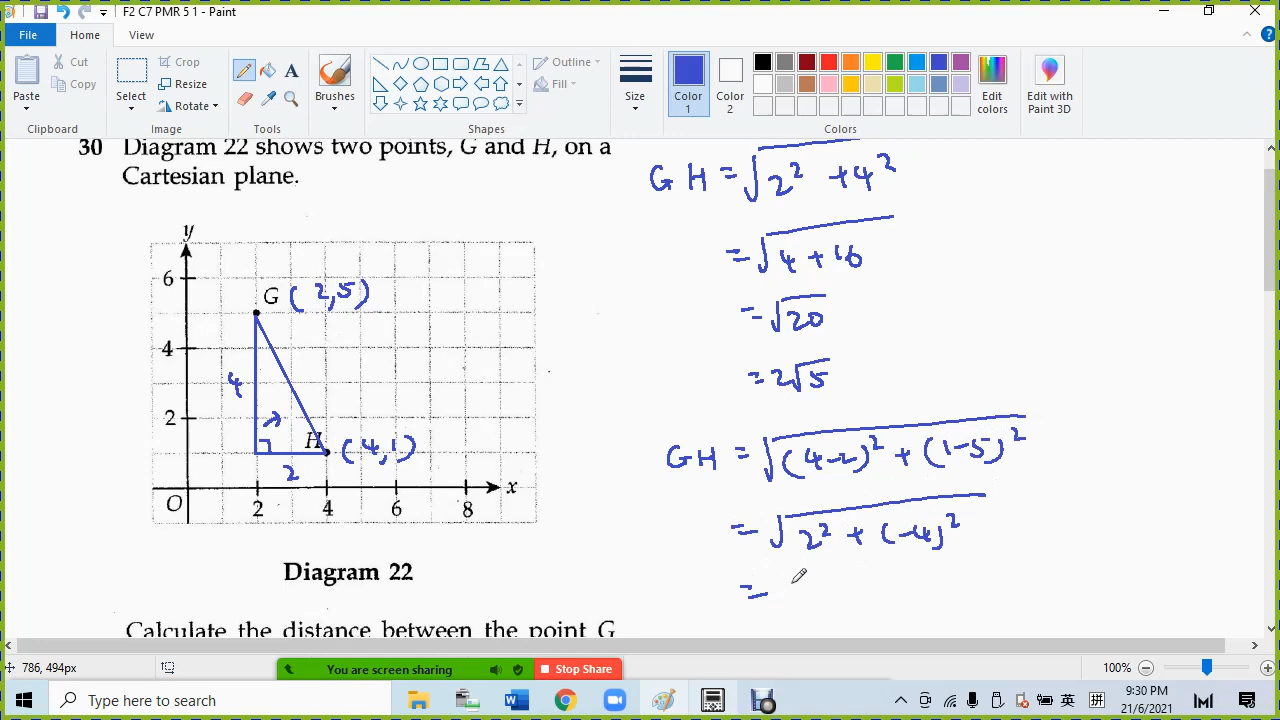 F2 C7 PMR 5 1 - Paint
File Home View
Paste Cut Copy Clipboard
Select Crop Resize Rotate Image
Tools
Brushes
Outline Fill Shapes
Size
Color 1 Color 2 Edit colors Colors
Edit with Paint 3D
30 Diagram 22 shows two points, G and H, on a
Cartesian plane.
y
6
G (2,5)
4
4
2
H (4,1)
2
O 2 4 6 8 x
Diagram 22
Calculate the distance between the point G
GH = √2² + 4²
= √4 + 16
= √20
= 2√5
GH = √(4-2)² + (1-5)²
= √2² + (-4)²
=
786, 494px
100%
You are screen sharing Stop Share
Type here to search
英 拼
9:30 PM
21/6/2021